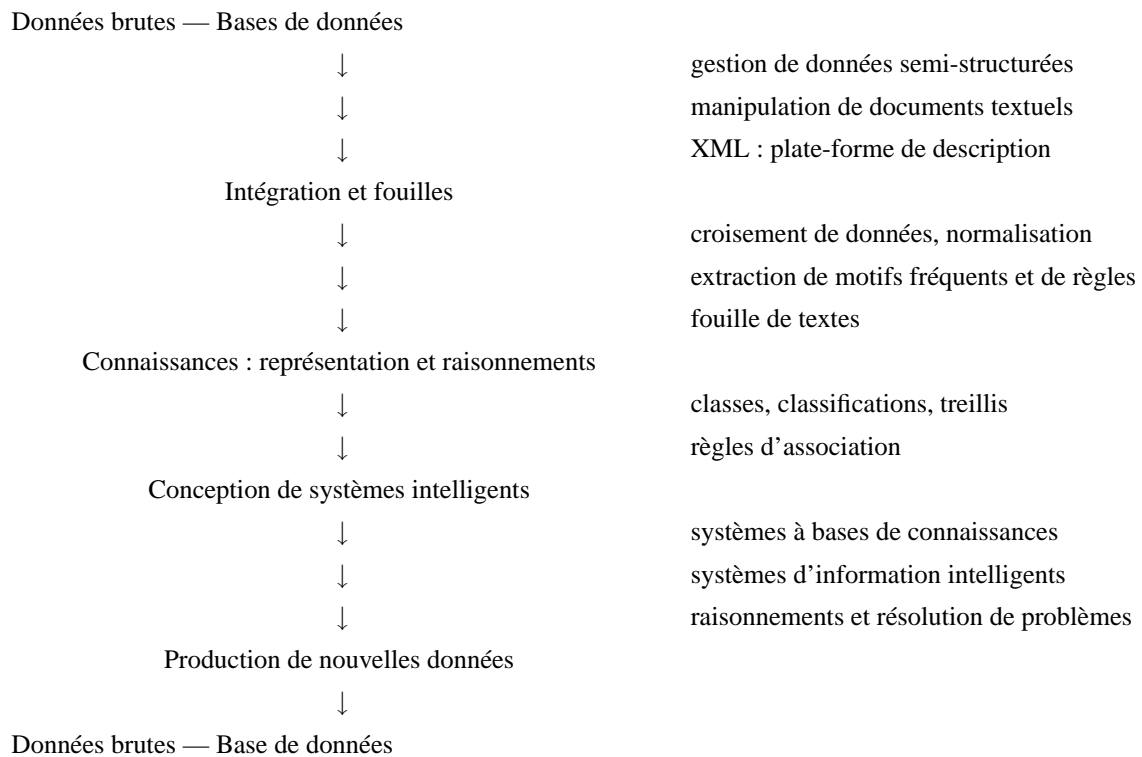 Données brutes — Bases de données
↓ gestion de données semi-structurées
↓ manipulation de documents textuels
↓ XML : plate-forme de description
Intégration et fouilles
↓ croisement de données, normalisation
↓ extraction de motifs fréquents et de règles
↓ fouille de textes
Connaissances : représentation et raisonnements
↓ classes, classifications, treillis
↓ règles d’association
Conception de systèmes intelligents
↓ systèmes à bases de connaissances
↓ systèmes d’information intelligents
↓ raisonnements et résolution de problèmes
Production de nouvelles données
↓
Données brutes — Base de données